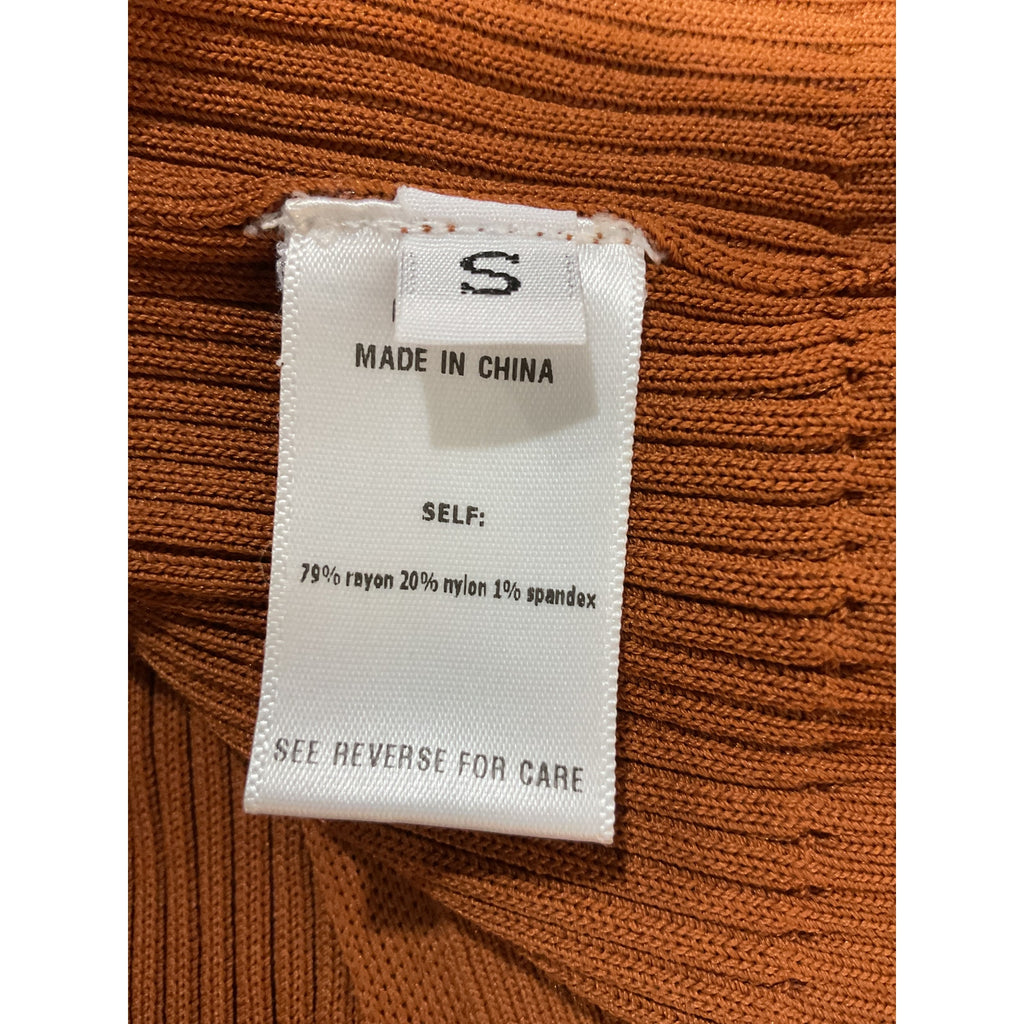 S
MADE IN CHINA
SELF:
79% rayon 20% nylon 1% spandex
SEE REVERSE FOR CARE